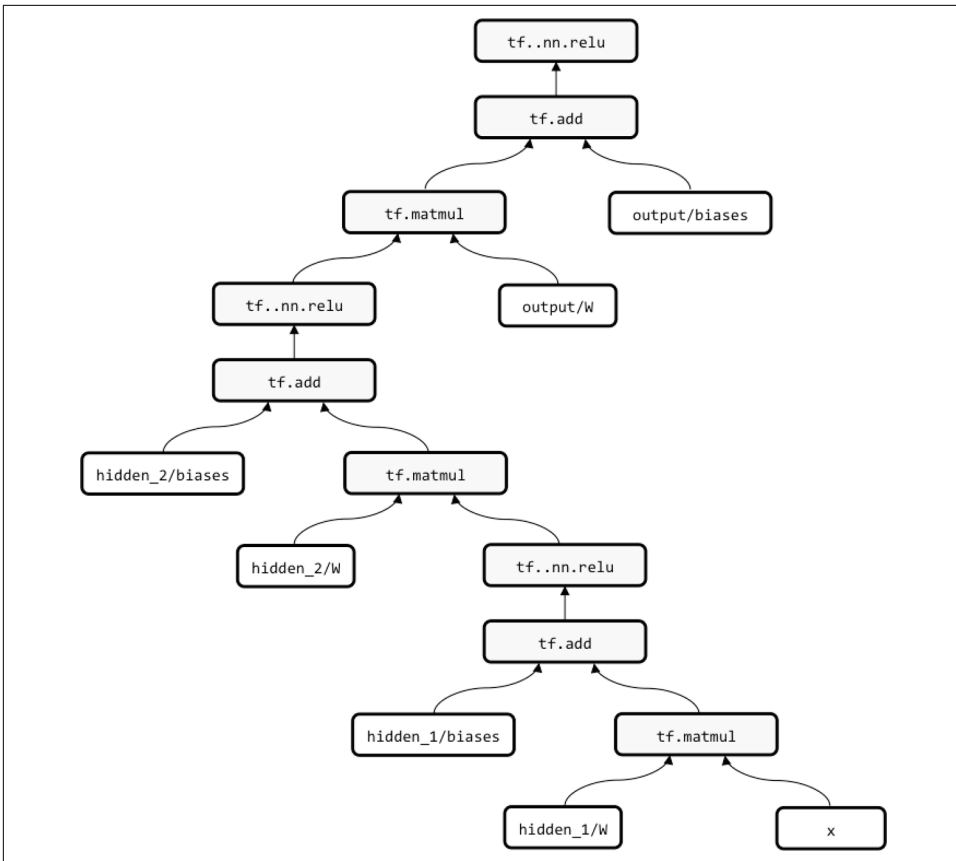 tf..nn.relu
tf.add
tf.matmul
output/biases
tf..nn.relu
output/W
tf.add
hidden_2/biases
tf.matmul
hidden_2/W
tf..nn.relu
tf.add
hidden_1/biases
tf.matmul
hidden_1/W
x